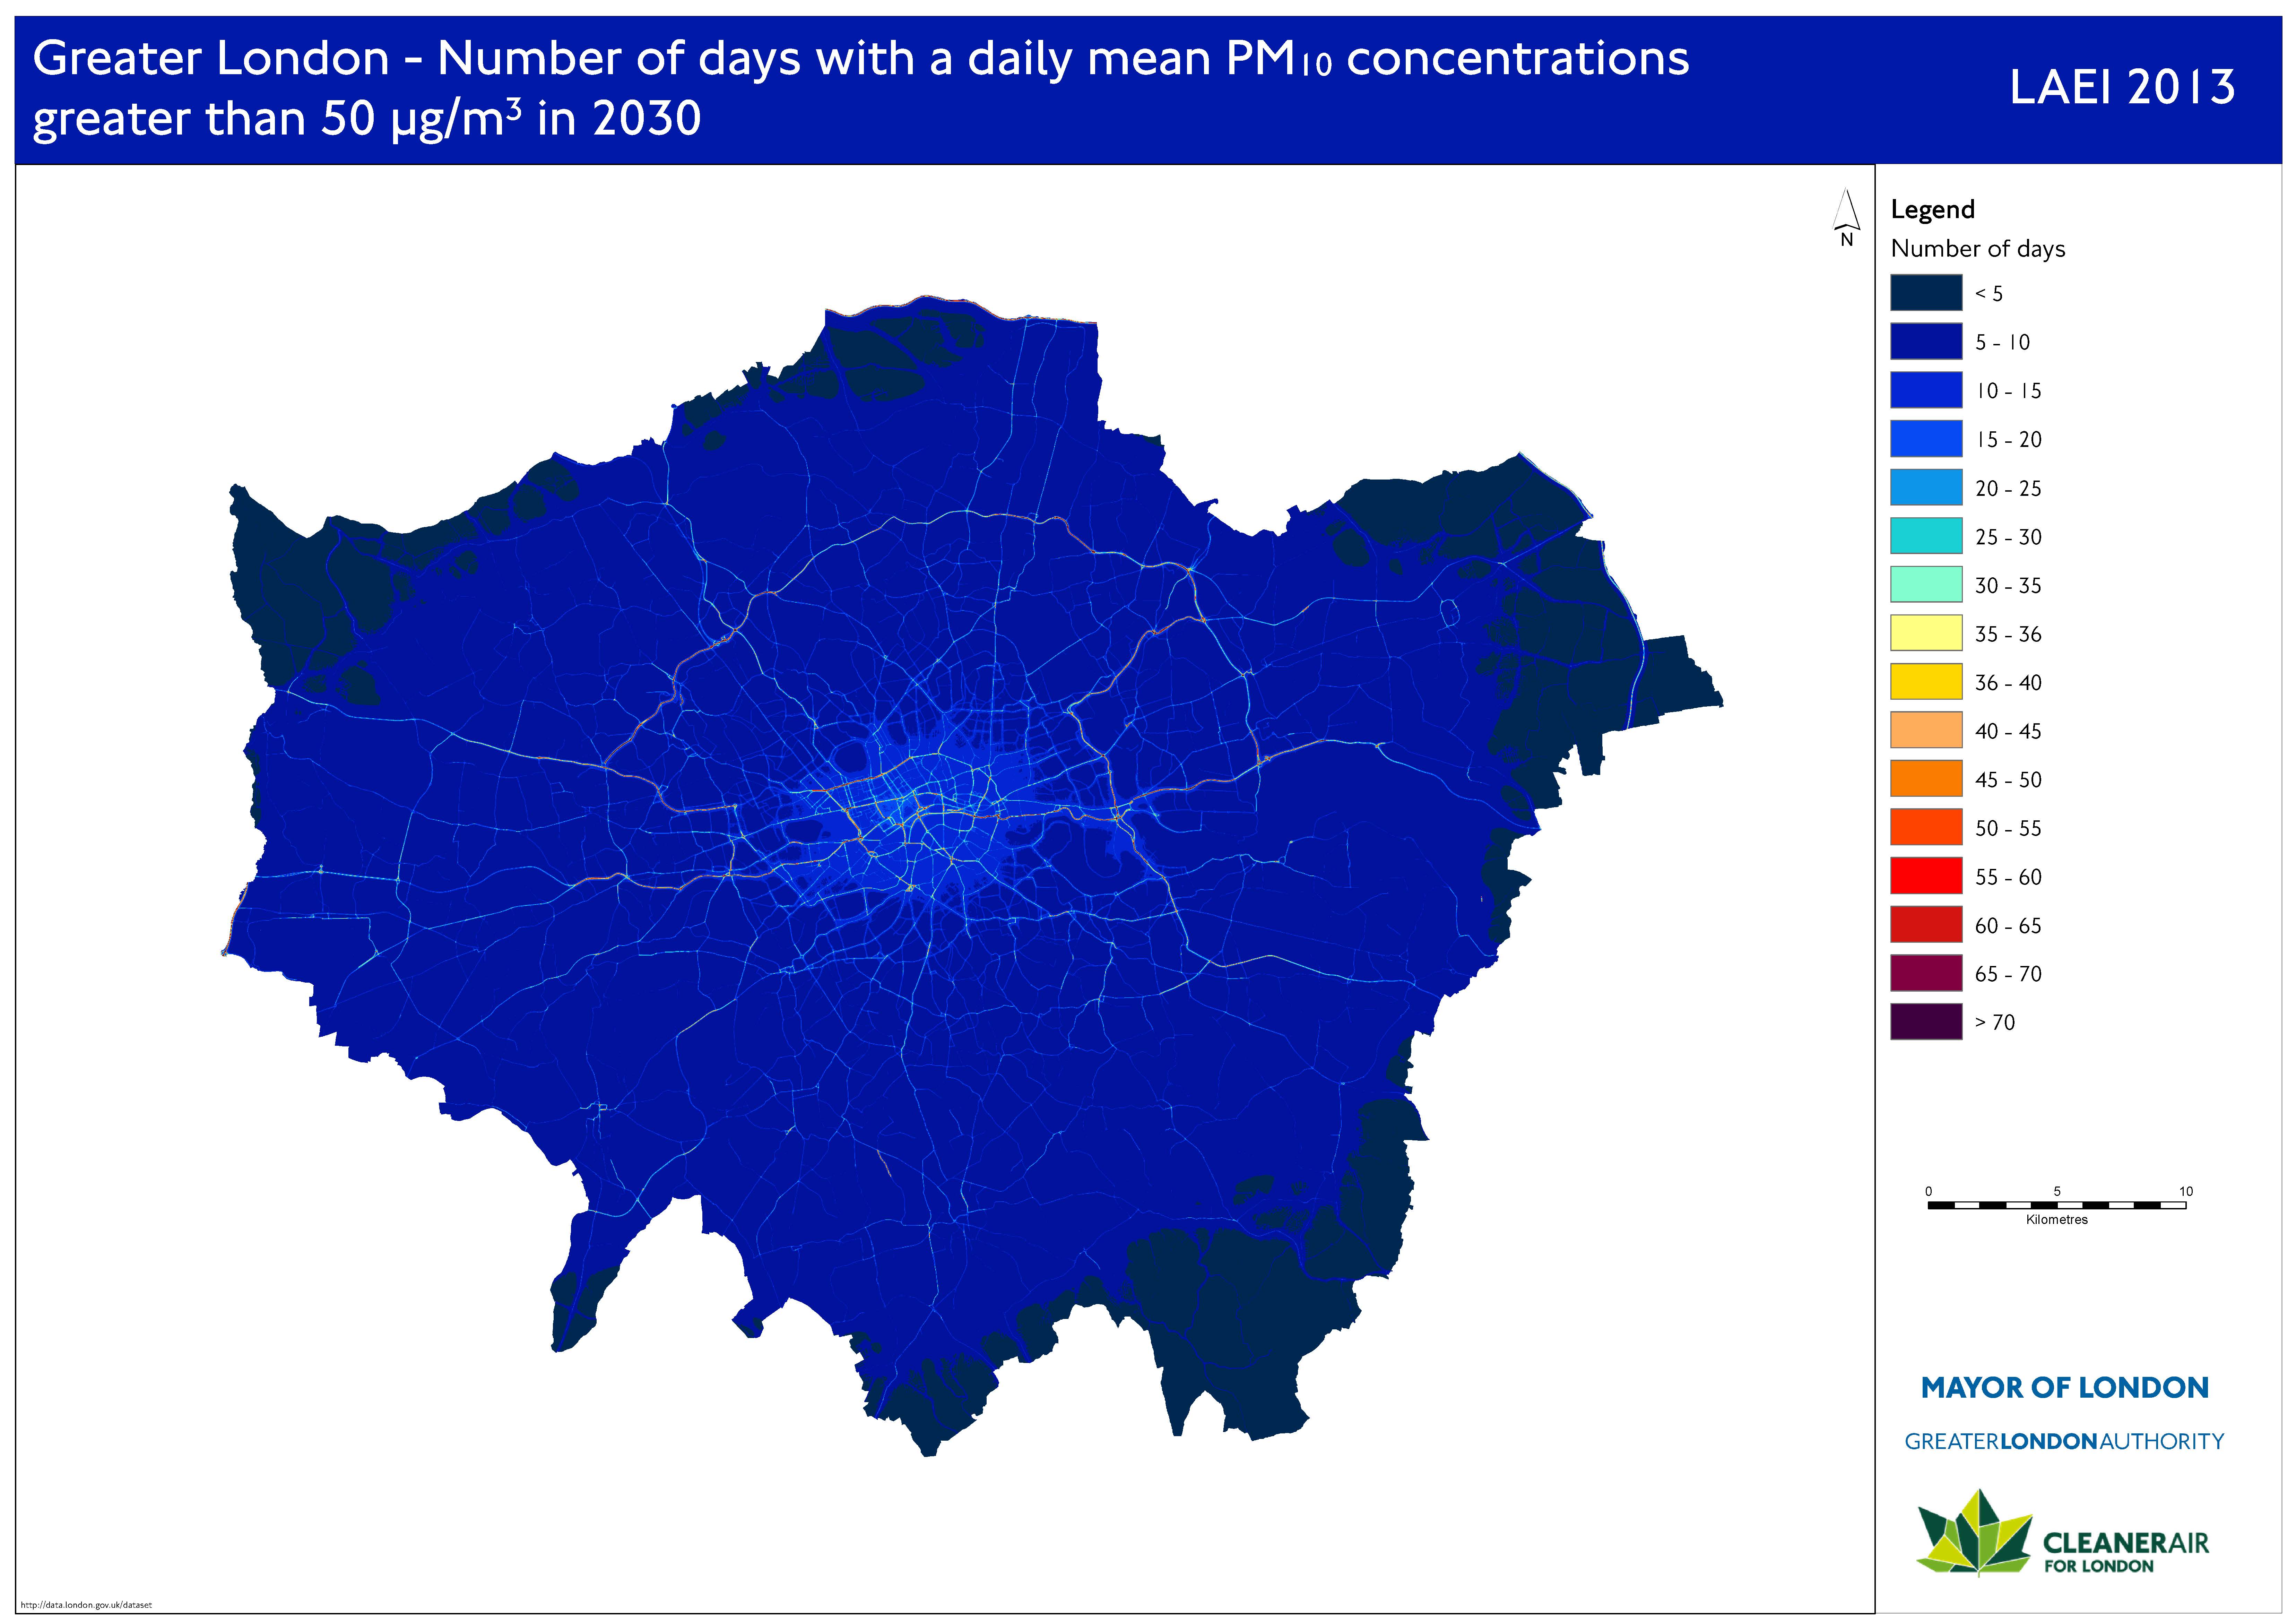 Greater London - Number of days with a daily mean PM₁₀ concentrations
greater than 50 µg/m³ in 2030
LAEI 2013
N
Legend
Number of days
< 5
5 - 10
10 - 15
15 - 20
20 - 25
25 - 30
30 - 35
35 - 36
36 - 40
40 - 45
45 - 50
50 - 55
55 - 60
60 - 65
65 - 70
> 70
0 5 10
Kilometres
MAYOR OF LONDON
GREATERLONDONAUTHORITY
CLEANERAIR
FOR LONDON
http://data.london.gov.uk/dataset